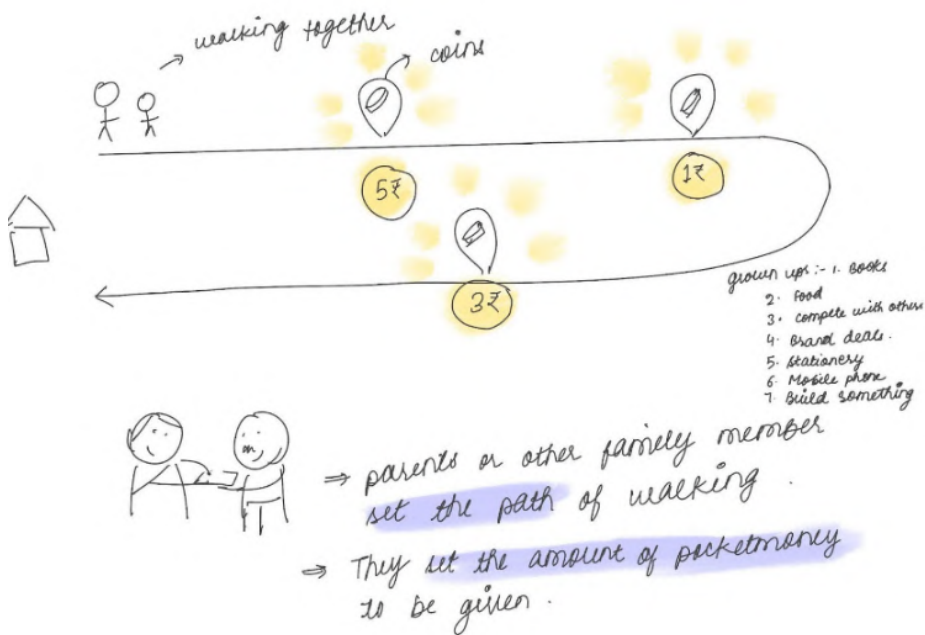 walking together
coins
5₹
1₹
3₹
grown ups :- 1. Books
2. Food
3. compete with others
4. Brand deals.
5. Stationery
6. Mobile phone
7. Build something
⇒ parents or other family member
set the path of walking.
⇒ They set the amount of pocketmoney
to be given.